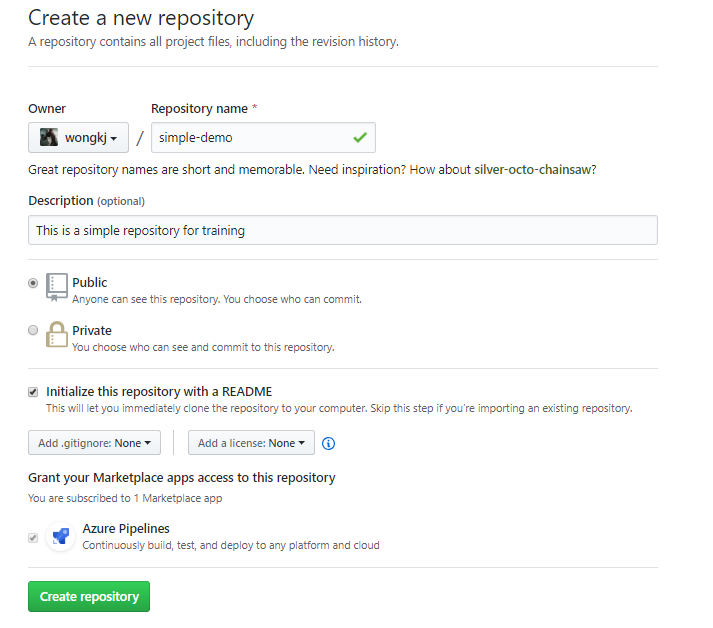 Create a new repository
A repository contains all project files, including the revision history.
Owner Repository name *
wongkj / simple-demo
Great repository names are short and memorable. Need inspiration? How about silver-octo-chainsaw?
Description (optional)
This is a simple repository for training
Public
Anyone can see this repository. You choose who can commit.
Private
You choose who can see and commit to this repository.
Initialize this repository with a README
This will let you immediately clone the repository to your computer. Skip this step if you're importing an existing repository.
Add .gitignore: None Add a license: None
Grant your Marketplace apps access to this repository
You are subscribed to 1 Marketplace app
Azure Pipelines
Continuously build, test, and deploy to any platform and cloud
Create repository